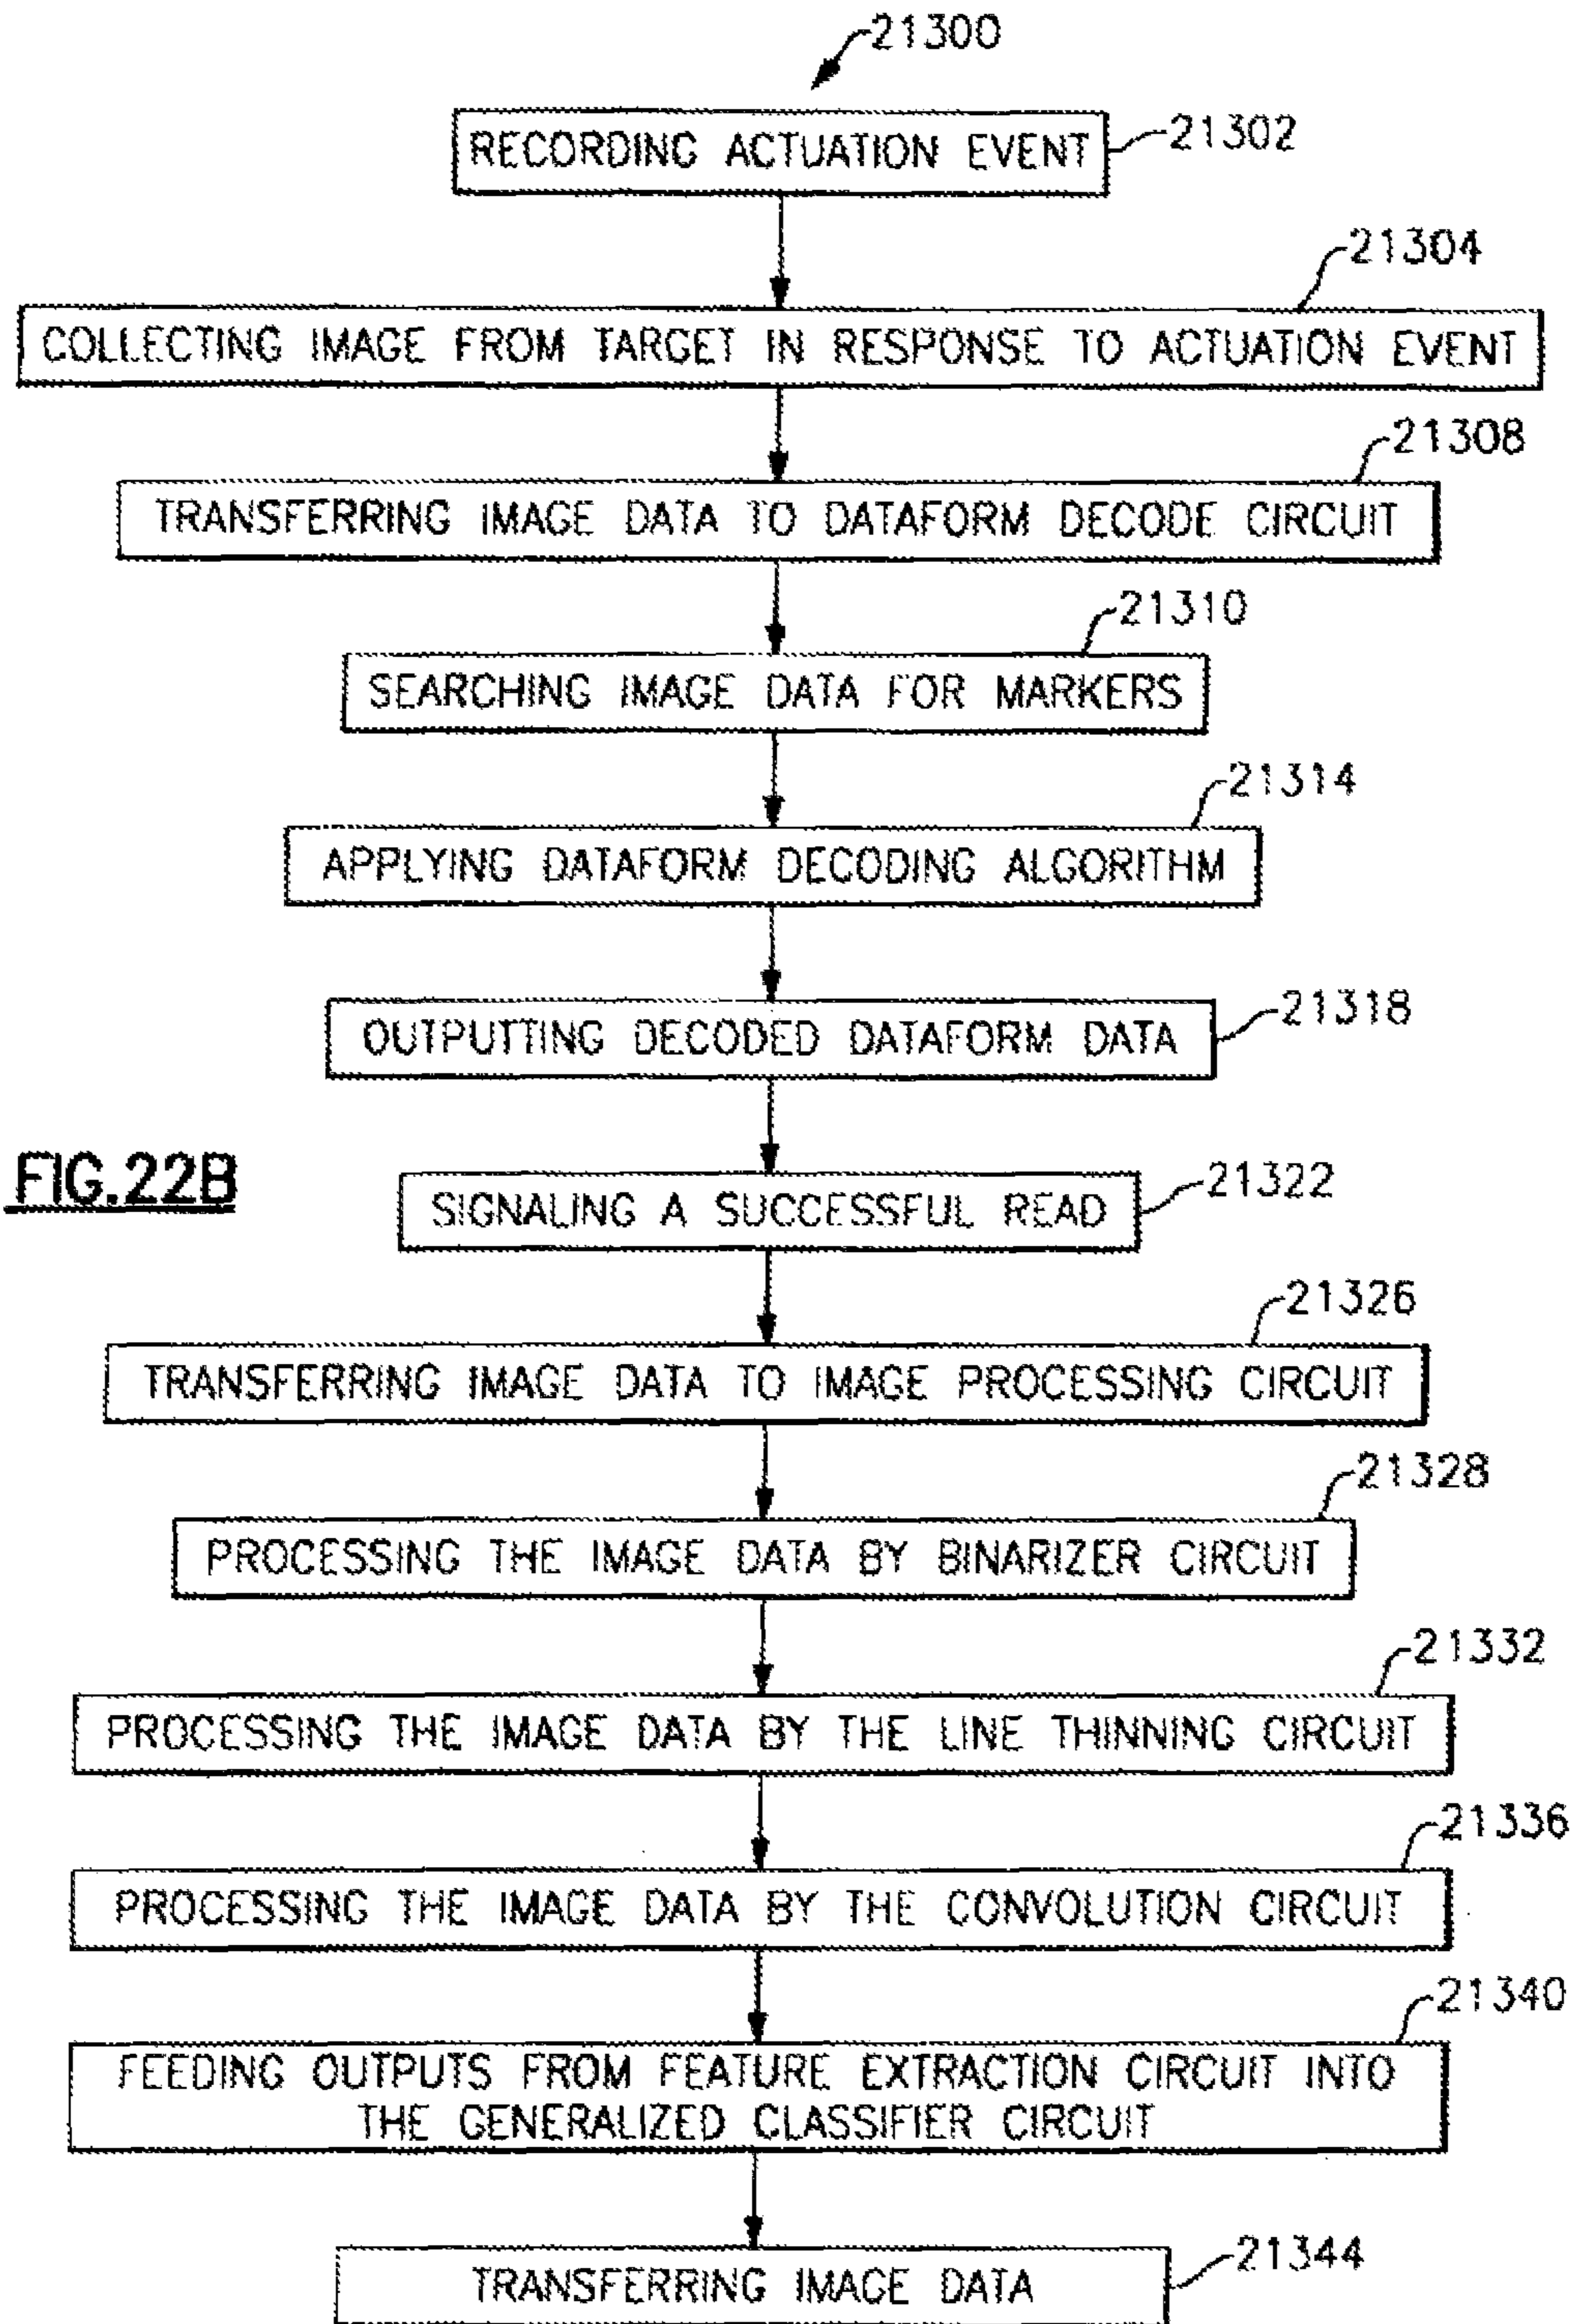 21300
RECORDING ACTUATION EVENT
21302
21304
COLLECTING IMAGE FROM TARGET IN RESPONSE TO ACTUATION EVENT
21308
TRANSFERRING IMAGE DATA TO DATAFORM DECODE CIRCUIT
21310
SEARCHING IMAGE DATA FOR MARKERS
21314
APPLYING DATAFORM DECODING ALGORITHM
OUTPUTTING DECODED DATAFORM DATA
21318
FIG.22B
SIGNALING A SUCCESSFUL READ
21322
21326
TRANSFERRING IMAGE DATA TO IMAGE PROCESSING CIRCUIT
21328
PROCESSING THE IMAGE DATA BY BINARIZER CIRCUIT
21332
PROCESSING THE IMAGE DATA BY THE LINE THINNING CIRCUIT
21336
PROCESSING THE IMAGE DATA BY THE CONVOLUTION CIRCUIT
21340
FEEDING OUTPUTS FROM FEATURE EXTRACTION CIRCUIT INTO
THE GENERALIZED CLASSIFIER CIRCUIT
21344
TRANSFERRING IMAGE DATA